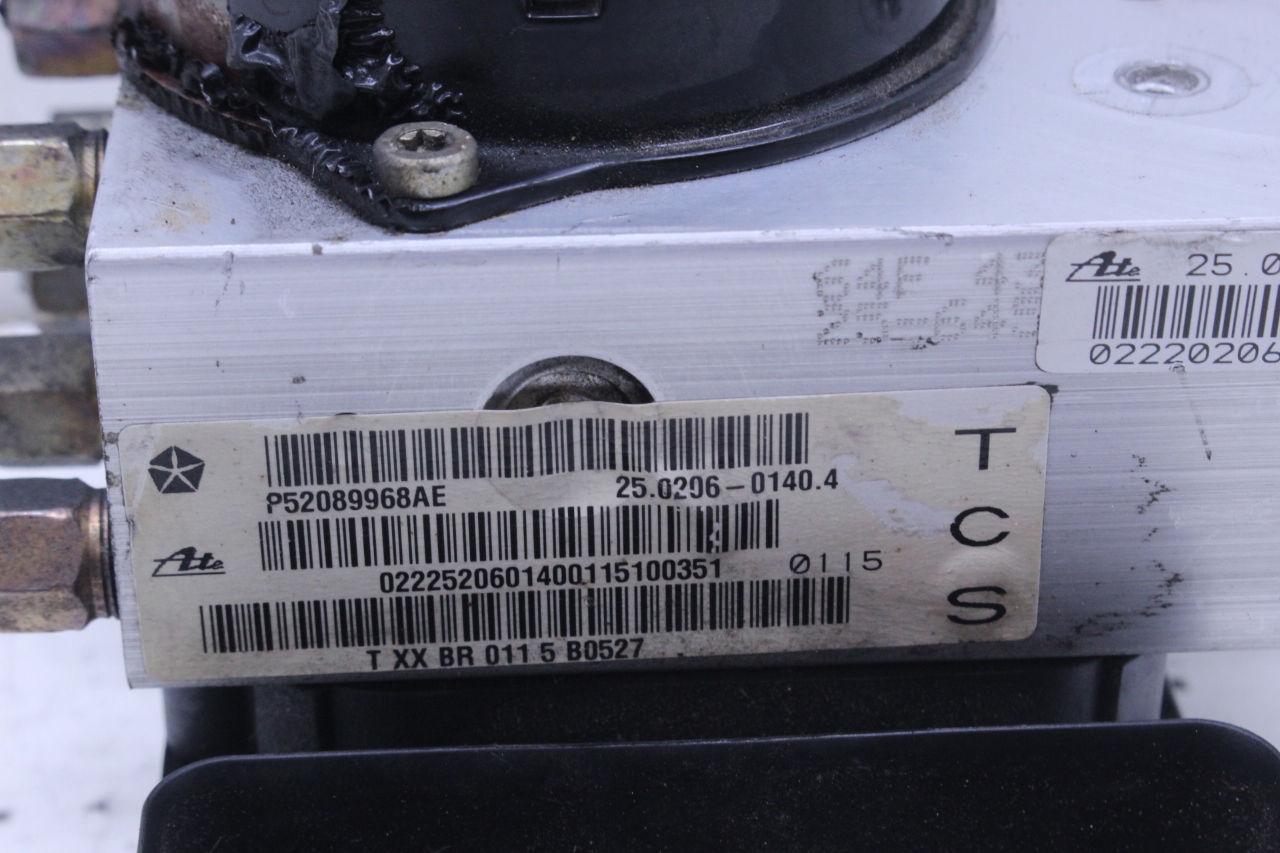 Ate 25.0
02220206
P52089968AE 25.0206-0140.4
Ate
0222520601400115100351 0115
T XX BR 011 5 B0527
T
C
S